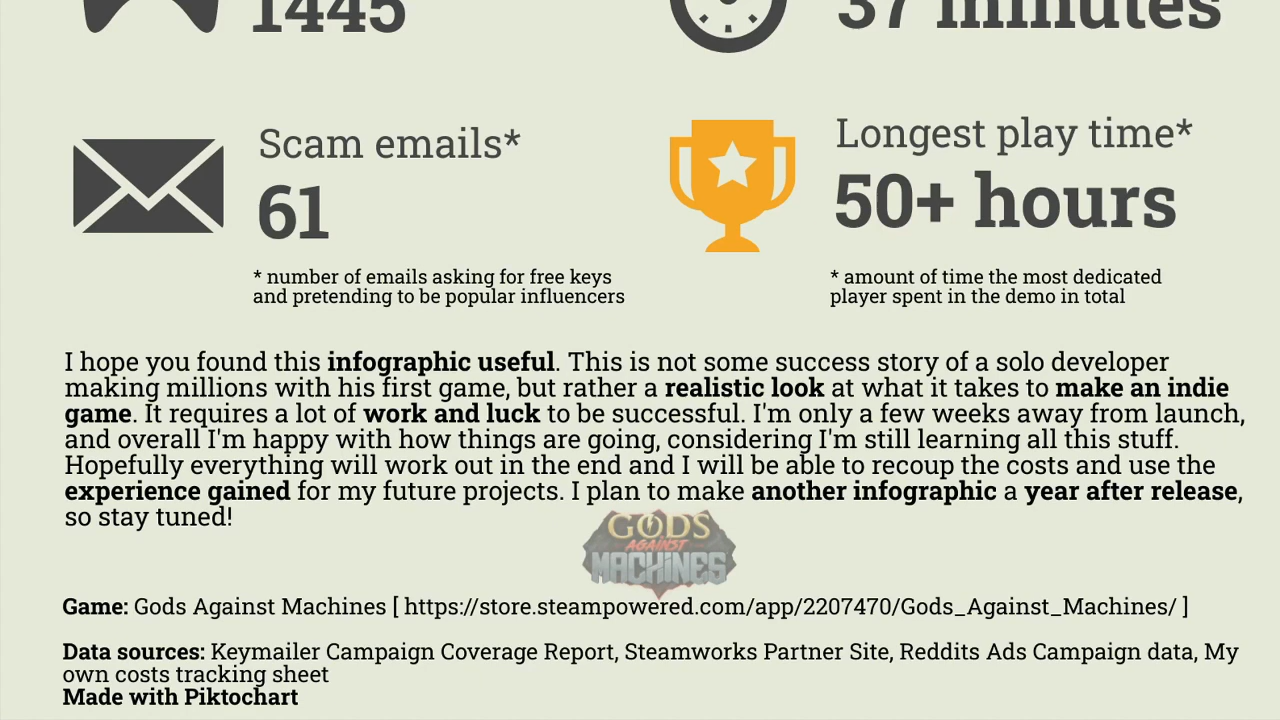 1445
37 minutes
Scam emails*
61
Longest play time*
50+ hours
* number of emails asking for free keys
and pretending to be popular influencers
* amount of time the most dedicated
player spent in the demo in total
I hope you found this infographic useful. This is not some success story of a solo developer
making millions with his first game, but rather a realistic look at what it takes to make an indie
game. It requires a lot of work and luck to be successful. I'm only a few weeks away from launch,
and overall I'm happy with how things are going, considering I'm still learning all this stuff.
Hopefully everything will work out in the end and I will be able to recoup the costs and use the
experience gained for my future projects. I plan to make another infographic a year after release,
so stay tuned!
GODS
AGAINST
MACHINES
Game: Gods Against Machines [ https://store.steampowered.com/app/2207470/Gods_Against_Machines/ ]
Data sources: Keymailer Campaign Coverage Report, Steamworks Partner Site, Reddits Ads Campaign data, My
own costs tracking sheet
Made with Piktochart